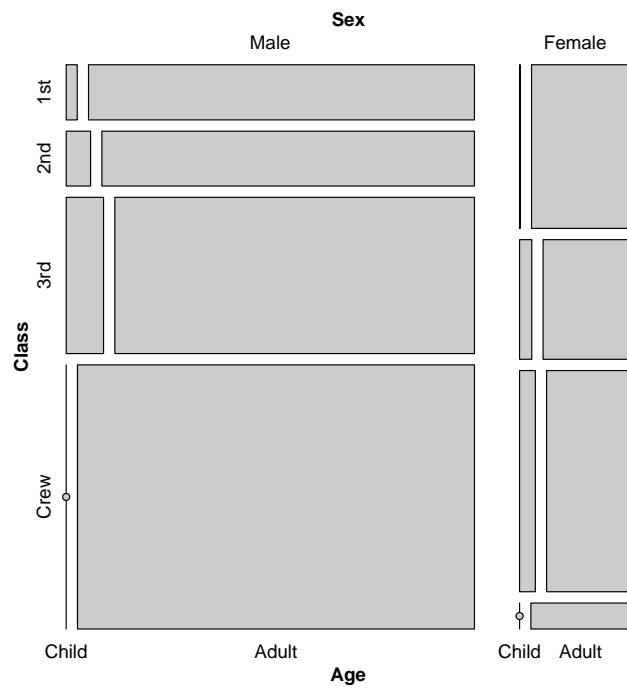 Sex
Male Female
1st
2nd
3rd
Class
Crew
Child Adult Child Adult
Age